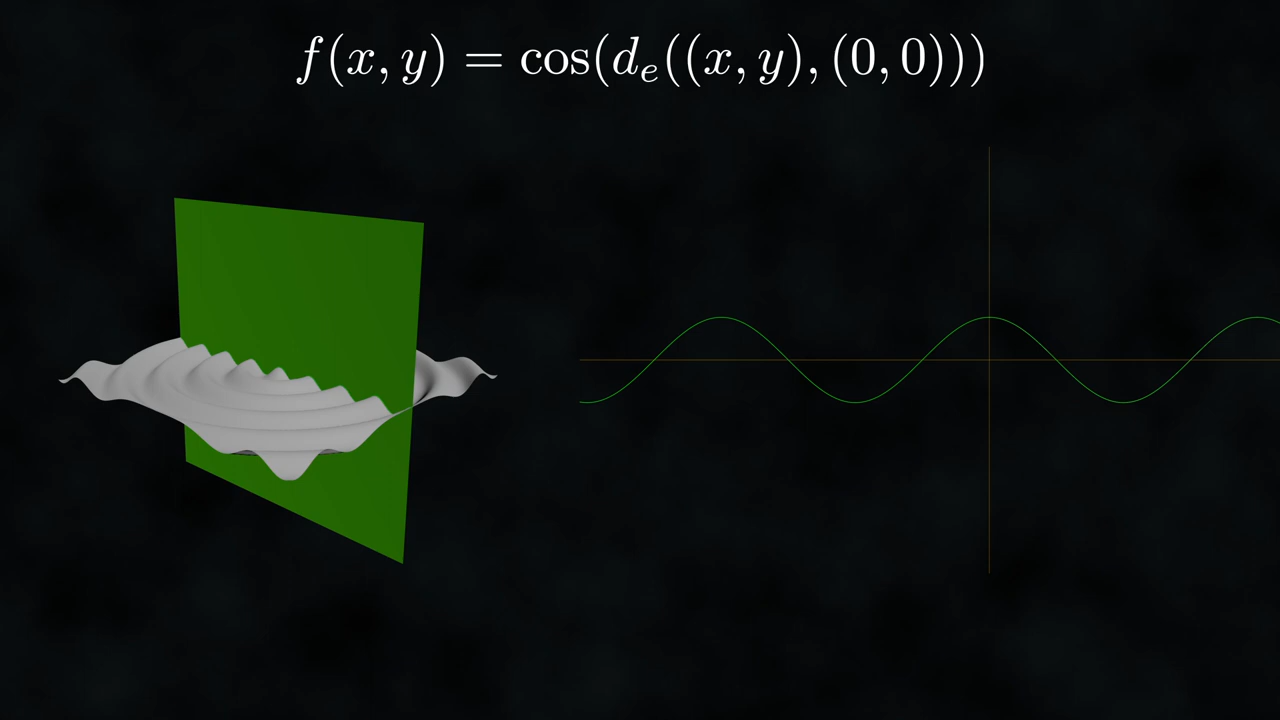 f(x, y) = cos(d_e((x, y), (0, 0)))